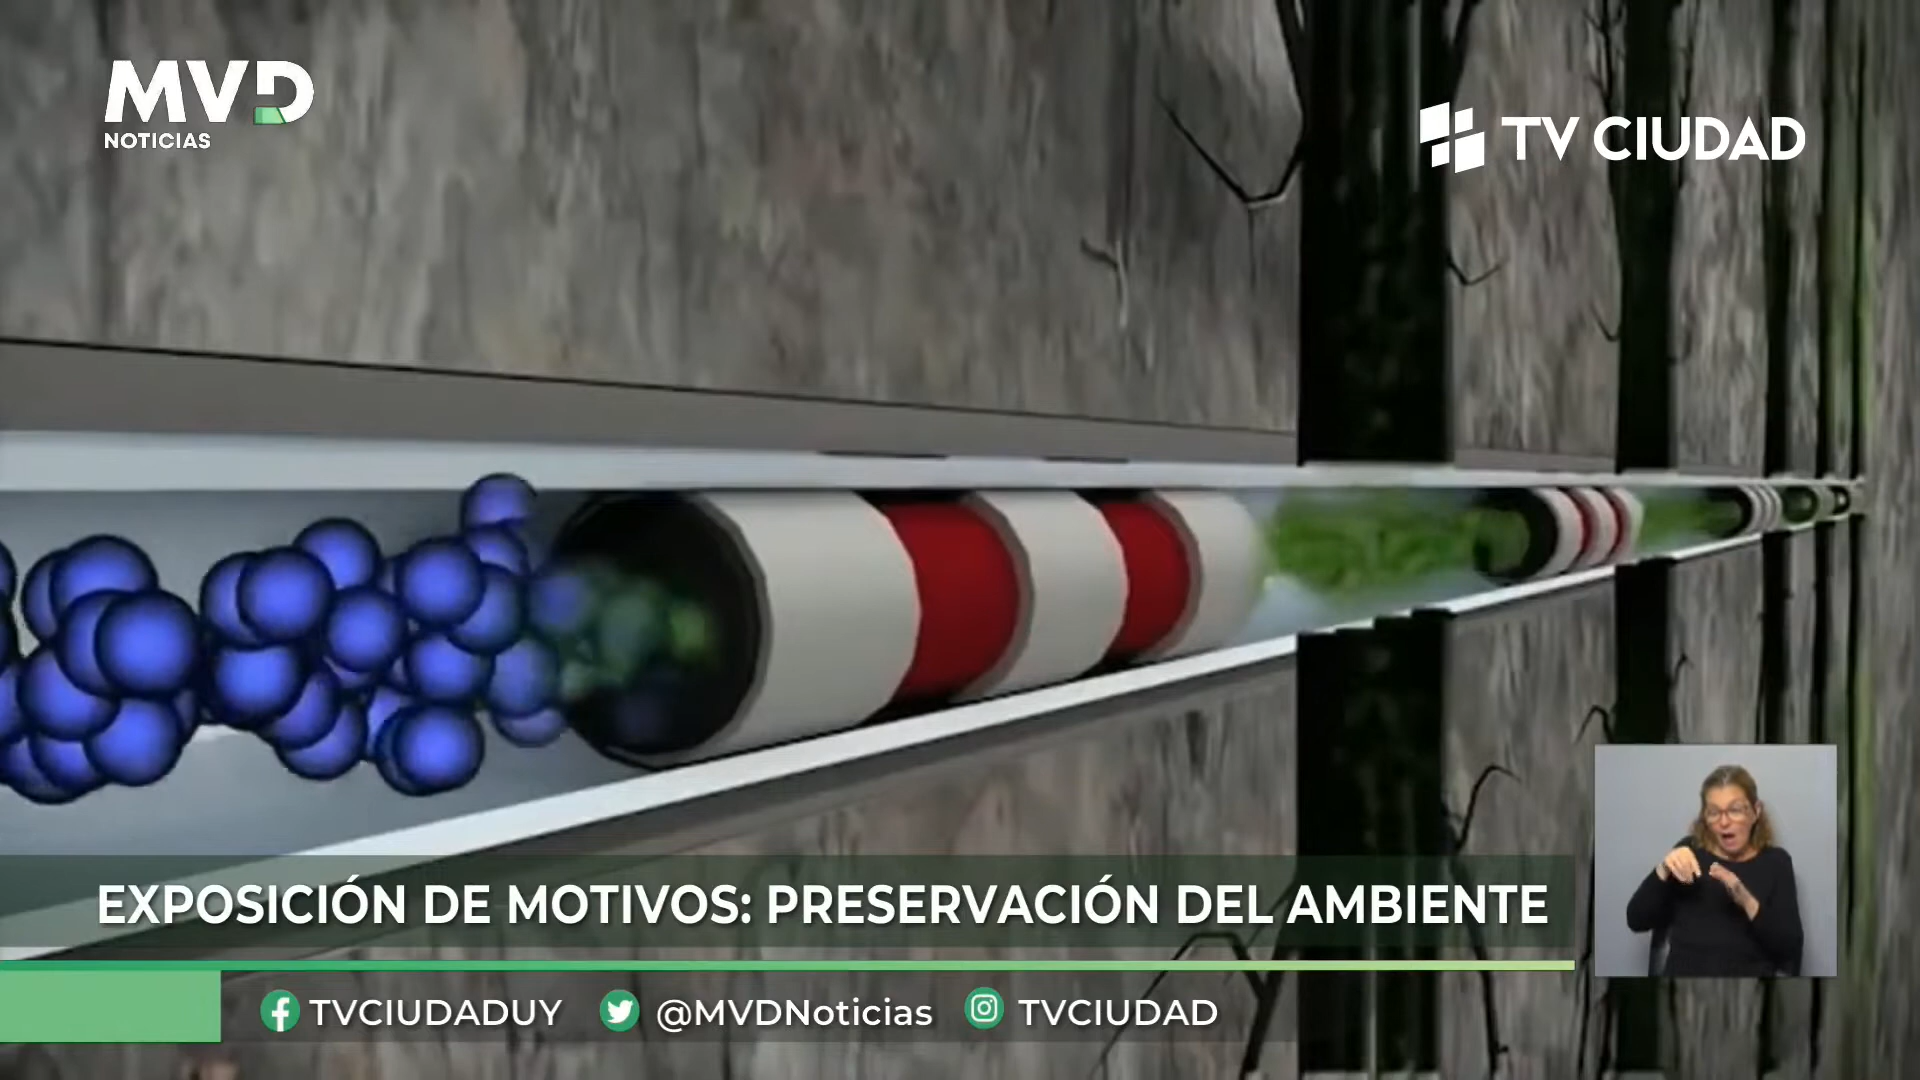 MVD
NOTICIAS
TV CIUDAD
EXPOSICIÓN DE MOTIVOS: PRESERVACIÓN DEL AMBIENTE
TVCIUDADUY @MVDNoticias TVCIUDAD